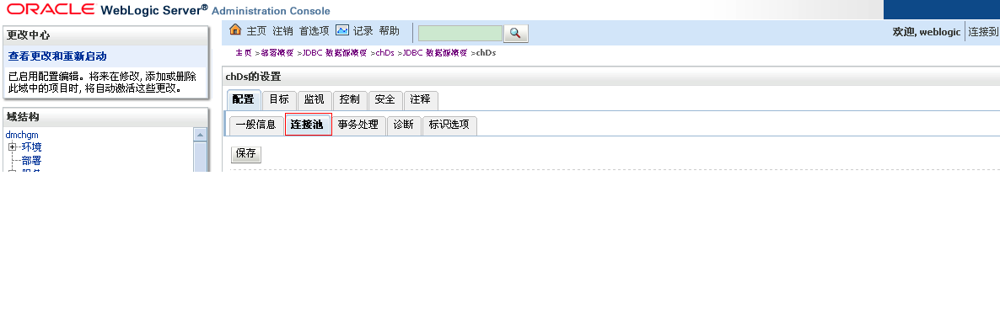 ORACLE WebLogic Server® Administration Console
更改中心
查看更改和重新启动
已启用配置编辑。将来在修改, 添加或删除
此域中的项目时, 将自动激活这些更改。
域结构
dmchgm
环境
部署
主页 注销 首选项 记录 帮助
欢迎, weblogic 连接到
主页 >部署概要 >JDBC 数据源概要 >chDs >JDBC 数据源概要 >chDs
chDs的设置
配置 目标 监视 控制 安全 注释
一般信息 连接池 事务处理 诊断 标识选项
保存